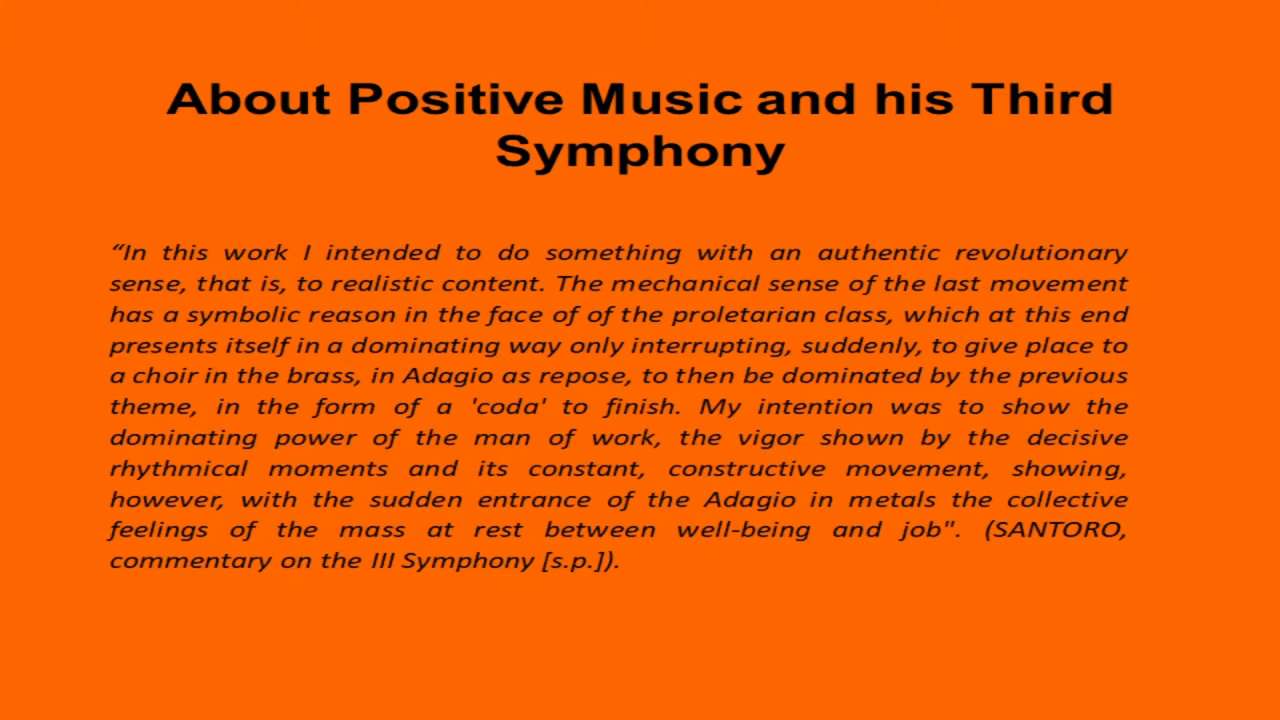 About Positive Music and his Third
Symphony
“In this work I intended to do something with an authentic revolutionary
sense, that is, to realistic content. The mechanical sense of the last movement
has a symbolic reason in the face of of the proletarian class, which at this end
presents itself in a dominating way only interrupting, suddenly, to give place to
a choir in the brass, in Adagio as repose, to then be dominated by the previous
theme, in the form of a 'coda' to finish. My intention was to show the
dominating power of the man of work, the vigor shown by the decisive
rhythmical moments and its constant, constructive movement, showing,
however, with the sudden entrance of the Adagio in metals the collective
feelings of the mass at rest between well-being and job". (SANTORO,
commentary on the III Symphony [s.p.]).